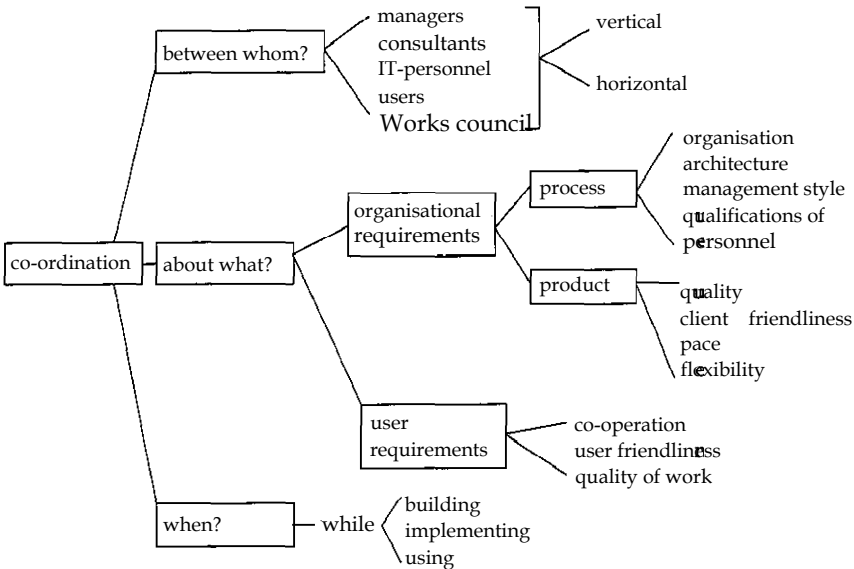 managers
between whom?
consultants
IT-personnel
users
Works council
vertical
horizontal
co-ordination
about what?
organisational
requirements
process
organisation
architecture
management style
qualifications of
personnel
product
quality
client friendliness
pace
flexibility
user
requirements
co-operation
user friendliness
quality of work
when?
while
building
implementing
using